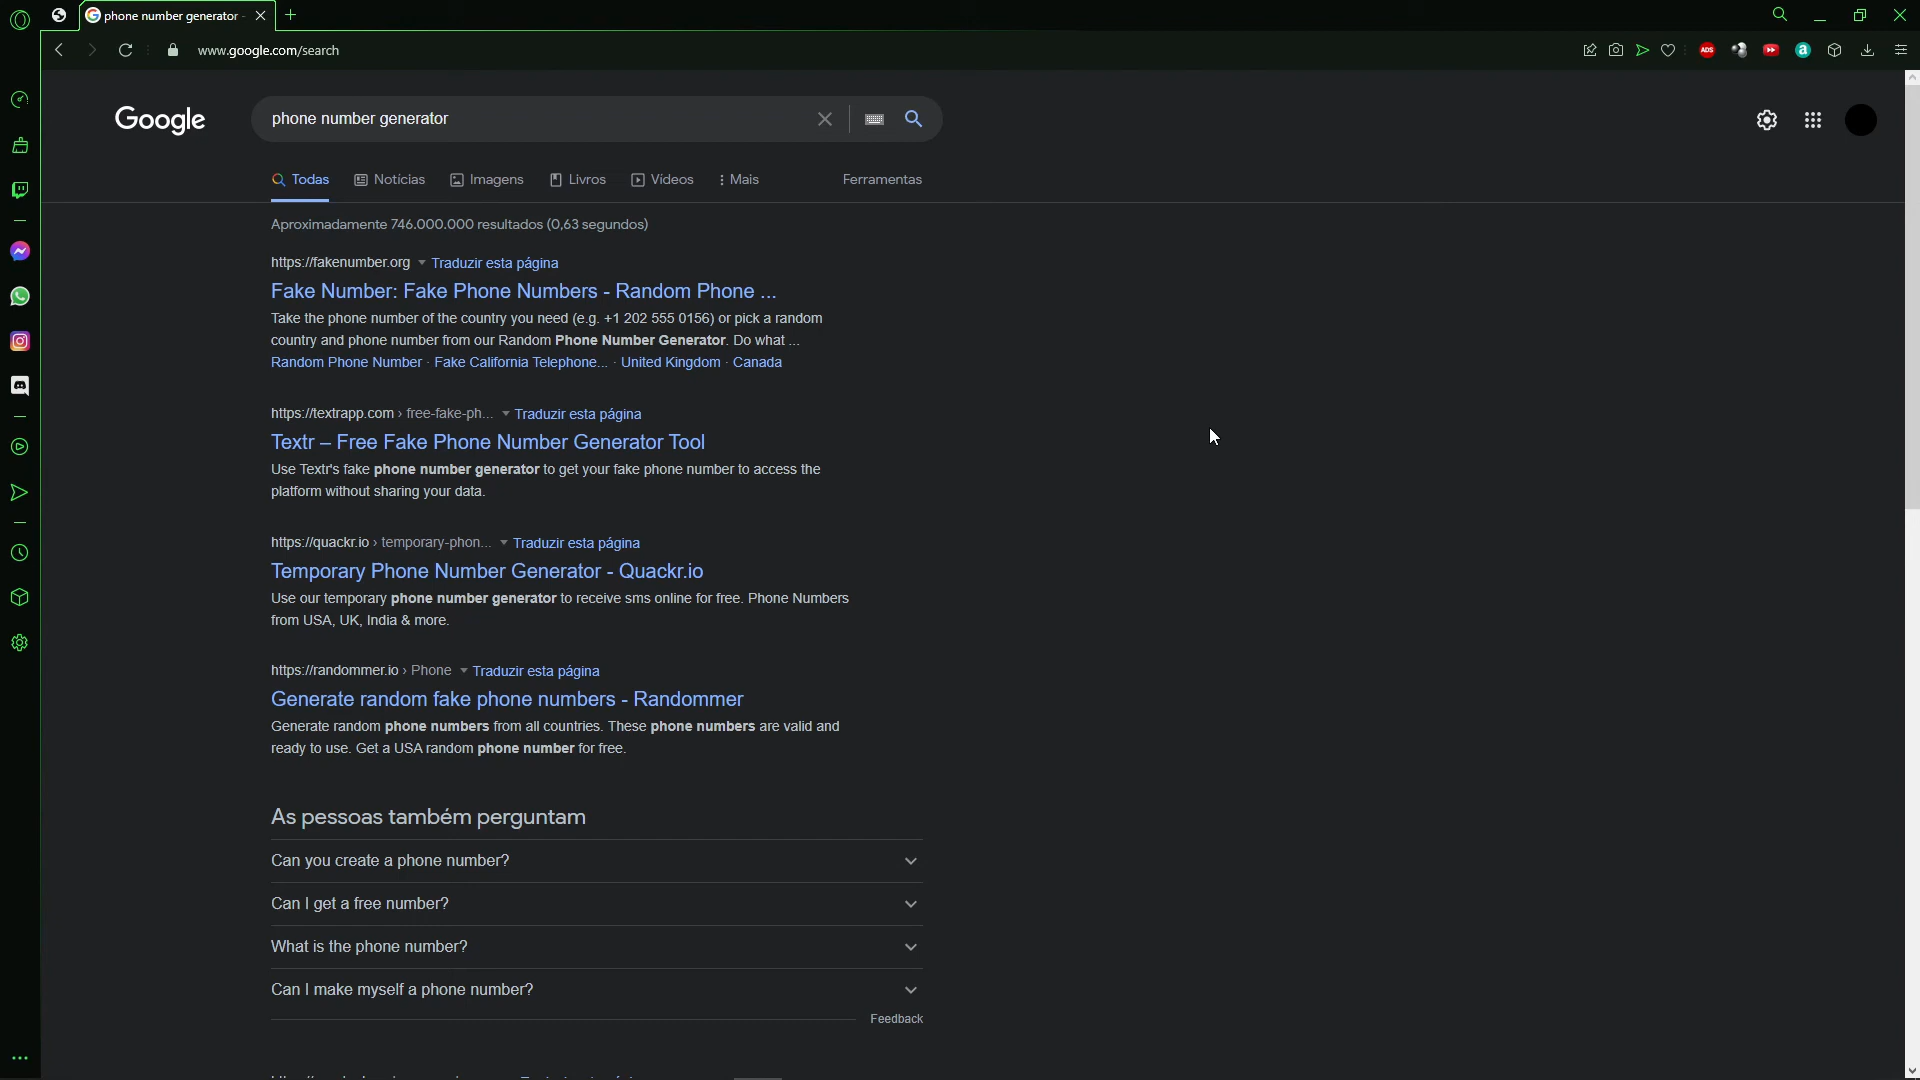 phone number generator -
www.google.com/search
ADS
a
Google
phone number generator
Todas
Notícias
Imagens
Livros
Vídeos
Mais
Ferramentas
Aproximadamente 746.000.000 resultados (0,63 segundos)
https://fakenumber.org Traduzir esta página
Fake Number: Fake Phone Numbers - Random Phone ...
Take the phone number of the country you need (e.g. +1 202 555 0156) or pick a random
country and phone number from our Random Phone Number Generator. Do what ...
Random Phone Number · Fake California Telephone... · United Kingdom · Canada
https://textrapp.com › free-fake-ph... Traduzir esta página
Textr – Free Fake Phone Number Generator Tool
Use Textr's fake phone number generator to get your fake phone number to access the
platform without sharing your data.
https://quackr.io › temporary-phon... Traduzir esta página
Temporary Phone Number Generator - Quackr.io
Use our temporary phone number generator to receive sms online for free. Phone Numbers
from USA, UK, India & more.
https://randommer.io › Phone Traduzir esta página
Generate random fake phone numbers - Randommer
Generate random phone numbers from all countries. These phone numbers are valid and
ready to use. Get a USA random phone number for free.
As pessoas também perguntam
Can you create a phone number?
Can I get a free number?
What is the phone number?
Can I make myself a phone number?
Feedback